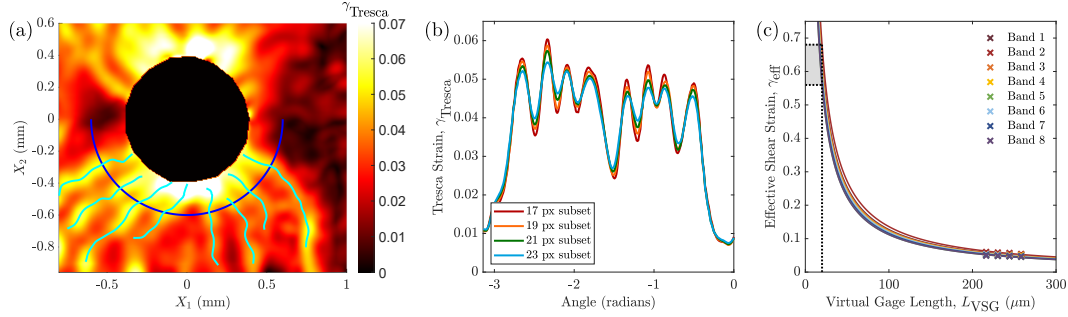 (a)
γTresca
0.6
0.4
0.2
0
-0.2
-0.4
-0.6
-0.8
X2 (mm)
-0.5
0
0.5
1
X1 (mm)
0.07
0.06
0.05
0.04
0.03
0.02
0.01
0
(b)
0.06
0.05
0.04
0.03
0.02
0.01
0
Tresca Strain, γTresca
17 px subset
19 px subset
21 px subset
23 px subset
-3
-2
-1
0
Angle (radians)
(c)
0.7
0.6
0.5
0.4
0.3
0.2
0.1
0
Effective Shear Strain, γeff
Band 1
Band 2
Band 3
Band 4
Band 5
Band 6
Band 7
Band 8
0
100
200
300
Virtual Gage Length, LVSG (μm)